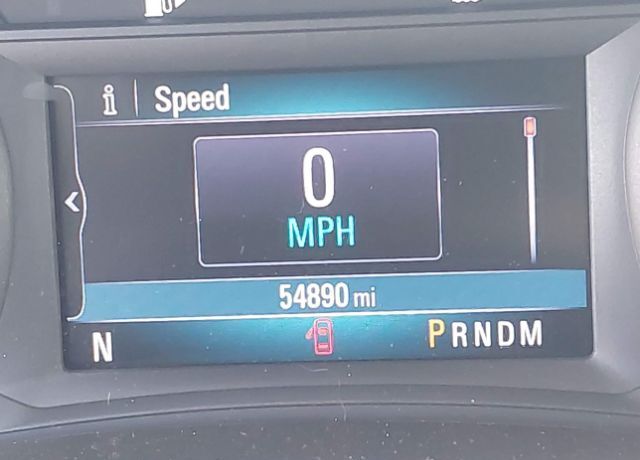 i Speed
0
MPH
54890 mi
N PRNDM